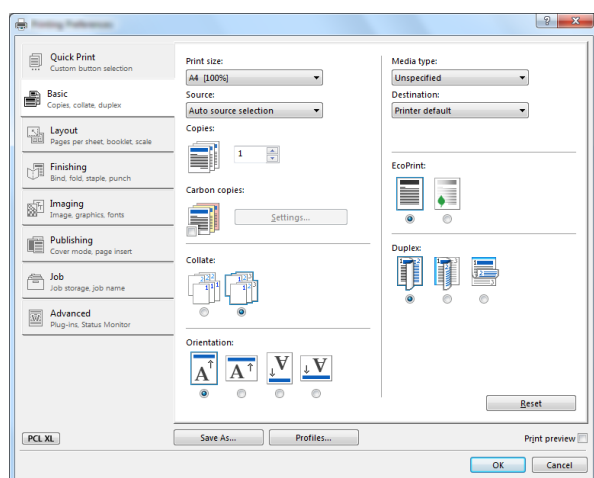 Quick Print
Custom button selection
Basic
Copies, collate, duplex
Layout
Pages per sheet, booklet, scale
Finishing
Bind, fold, staple, punch
Imaging
Image, graphics, fonts
Publishing
Cover mode, page insert
Job
Job storage, job name
Advanced
Plug-ins, Status Monitor
Print size:
A4 [100%]
Source:
Auto source selection
Copies:
1
Carbon copies:
Settings...
Collate:
Orientation:
A A A A
Media type:
Unspecified
Destination:
Printer default
EcoPrint:
Duplex:
Reset
PCL XL
Save As... Profiles... Print preview
OK Cancel